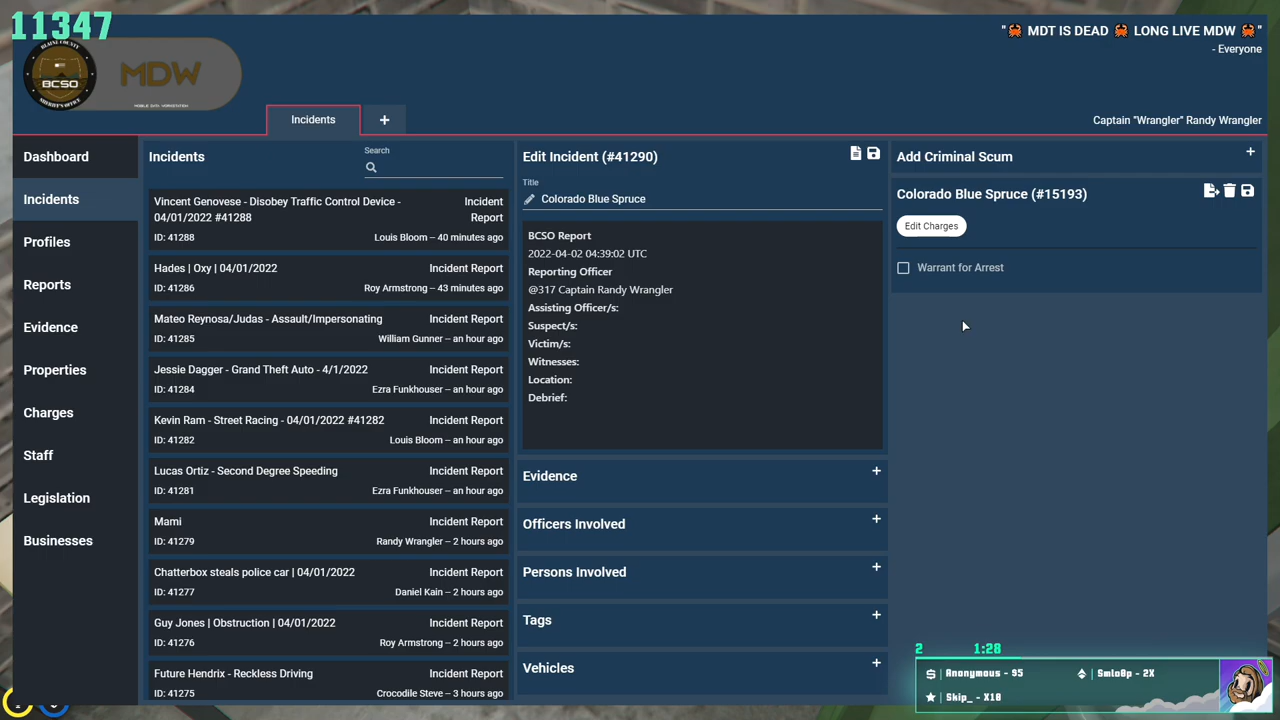 11347
" 🦀 MDT IS DEAD 🦀 LONG LIVE MDW 🦀 "
- Everyone
BLAINE COUNTY
BCSO
SHERIFF'S OFFICE
MDW
MOBILE DATA WORKSTATION
Incidents
+
Captain "Wrangler" Randy Wrangler
Dashboard
Incidents
Profiles
Reports
Evidence
Properties
Charges
Staff
Legislation
Businesses
Incidents
Search
Vincent Genovese - Disobey Traffic Control Device - 04/01/2022 #41288
Incident Report
ID: 41288
Louis Bloom – 40 minutes ago
Hades | Oxy | 04/01/2022
Incident Report
ID: 41286
Roy Armstrong – 43 minutes ago
Mateo Reynosa/Judas - Assault/Impersonating
Incident Report
ID: 41285
William Gunner – an hour ago
Jessie Dagger - Grand Theft Auto - 4/1/2022
Incident Report
ID: 41284
Ezra Funkhouser – an hour ago
Kevin Ram - Street Racing - 04/01/2022 #41282
Incident Report
ID: 41282
Louis Bloom – an hour ago
Lucas Ortiz - Second Degree Speeding
Incident Report
ID: 41281
Ezra Funkhouser – an hour ago
Mami
Incident Report
ID: 41279
Randy Wrangler – 2 hours ago
Chatterbox steals police car | 04/01/2022
Incident Report
ID: 41277
Daniel Kain – 2 hours ago
Guy Jones | Obstruction | 04/01/2022
Incident Report
ID: 41276
Roy Armstrong – 2 hours ago
Future Hendrix - Reckless Driving
Incident Report
ID: 41275
Crocodile Steve – 3 hours ago
Edit Incident (#41290)
Title
Colorado Blue Spruce
BCSO Report
2022-04-02 04:39:02 UTC
Reporting Officer
@317 Captain Randy Wrangler
Assisting Officer/s:
Suspect/s:
Victim/s:
Witnesses:
Location:
Debrief:
Evidence +
Officers Involved +
Persons Involved +
Tags +
Vehicles +
Add Criminal Scum +
Colorado Blue Spruce (#15193)
Edit Charges
Warrant for Arrest
2 1:28
Anonymous - 95
Smlo8p - 2X
Skip_ - X10